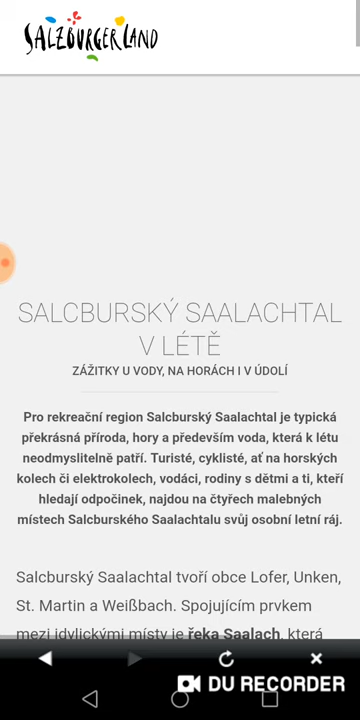 SALZBURGERLAND
SALCBURSKÝ SAALACHTAL
V LÉTĚ
ZÁŽITKY U VODY, NA HORÁCH I V ÚDOLÍ
Pro rekreační region Salcburský Saalachtal je typická
překrásná příroda, hory a především voda, která k létu
neodmyslitelně patří. Turisté, cyklisté, ať na horských
kolech či elektrokolech, vodáci, rodiny s dětmi a ti, kteří
hledají odpočinek, najdou na čtyřech malebných
místech Salcburského Saalachtalu svůj osobní letní ráj.
Salcburský Saalachtal tvoří obce Lofer, Unken,
St. Martin a Weißbach. Spojujícím prvkem
mezi idylickými místy je řeka Saalach, která
DU RECORDER